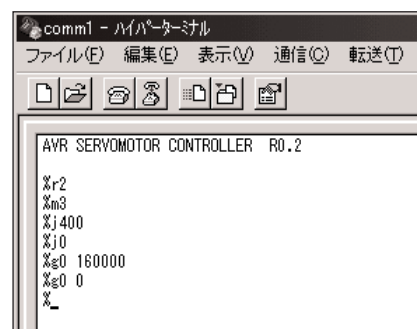 comm1 - ﾊｲﾊﾟｰﾀｰﾐﾅﾙ
ファイル(F) 編集(E) 表示(V) 通信(C) 転送(T)
AVR SERVOMOTOR CONTROLLER R0.2
%r2
%m3
%j400
%j0
%g0 160000
%g0 0
%_